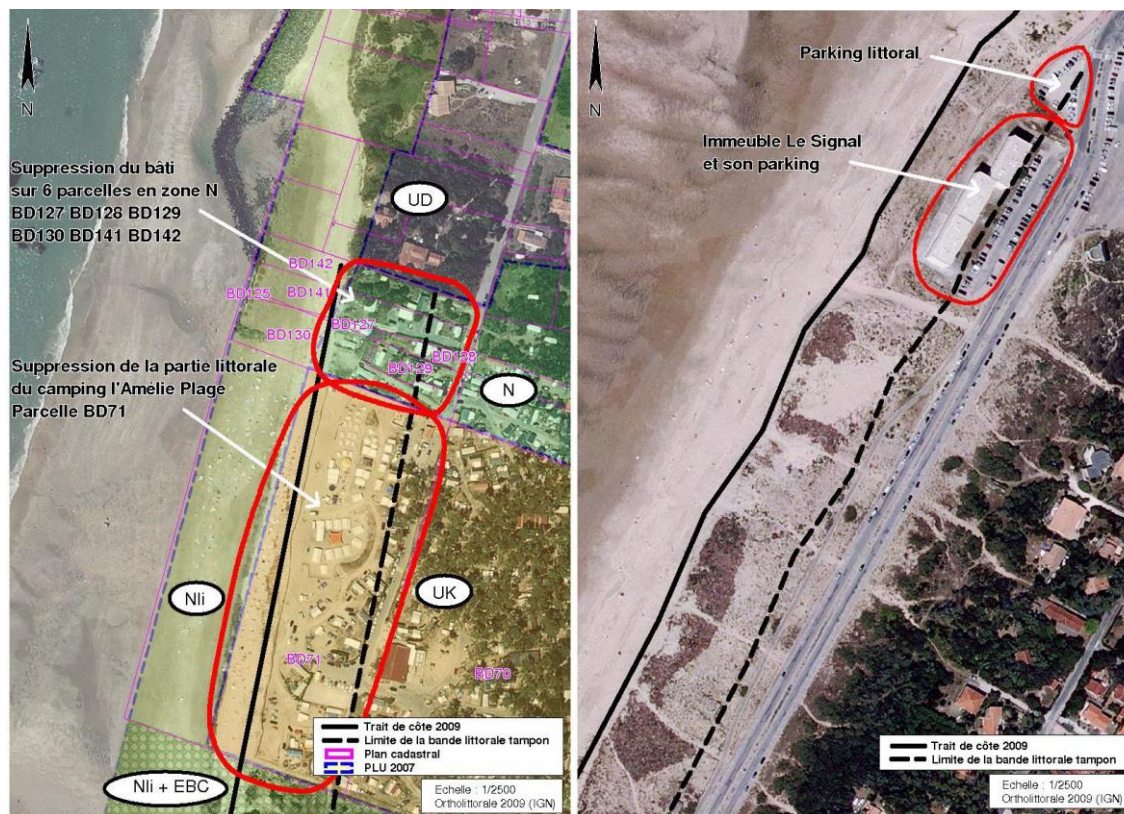 N
Suppression du bâti
sur 6 parcelles en zone N
BD127 BD128 BD129
BD130 BD141 BD142
UD
BD142
BD125
BD141
BD127
BD130
BD128
BD129
Suppression de la partie littorale
du camping l'Amélie Plage
Parcelle BD71
N
Nli
UK
BD71
BD70
Trait de côte 2009
Limite de la bande littorale tampon
Plan cadastral
PLU 2007
Nli + EBC
Echelle : 1/2500
Ortholittorale 2009 (IGN)
N
Parking littoral
Immeuble Le Signal
et son parking
Trait de côte 2009
Limite de la bande littorale tampon
Echelle : 1/2500
Ortholittorale 2009 (IGN)